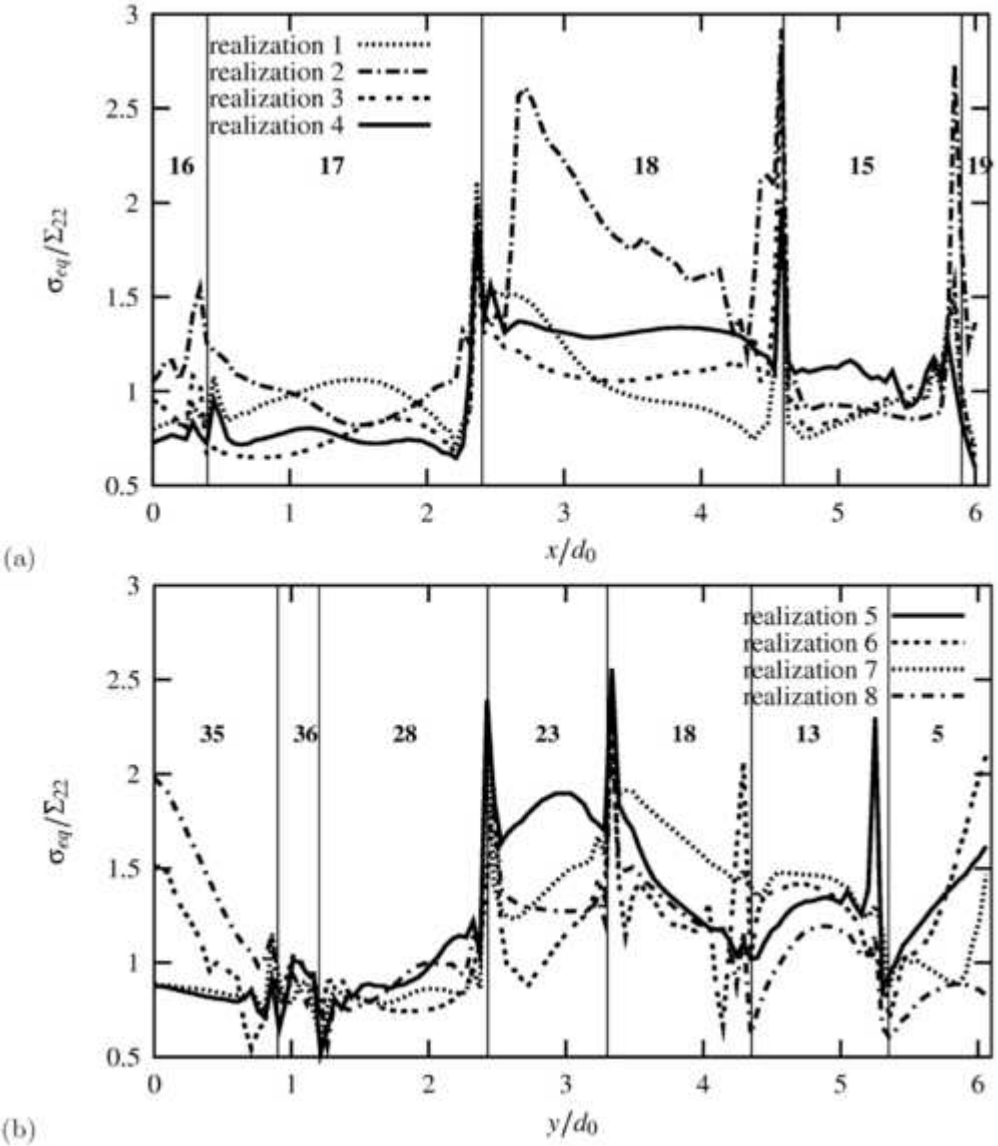 3
realization 1
realization 2
realization 3
realization 4
2.5
16 17 18 15 19
2
σeq/Σ22
1.5
1
0.5
0 1 2 3 4 5 6
x/d0
(a)
3
realization 5
realization 6
realization 7
realization 8
2.5
35 36 28 23 18 13 5
2
σeq/Σ22
1.5
1
0.5
0 1 2 3 4 5 6
y/d0
(b)